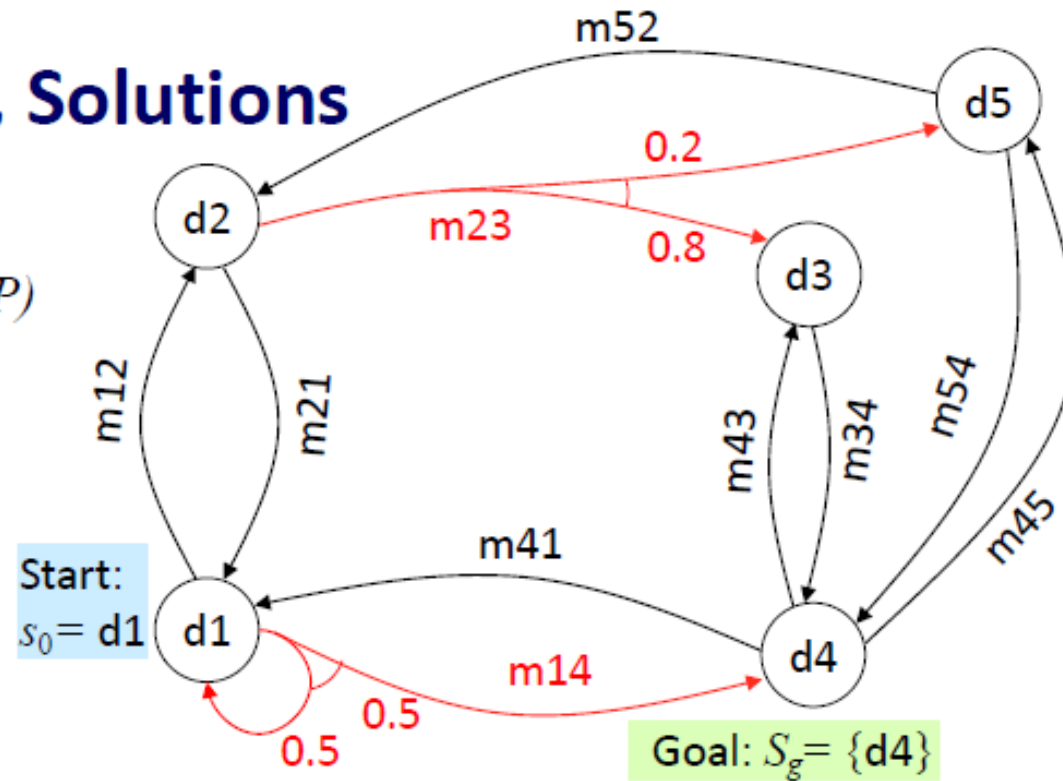 m52
. Solutions
d5
0.2
d2
m23
0.8
d3
P)
m12
m21
m43
m34
m54
m45
m41
Start:
s₀ = d1
d1
m14
d4
0.5
0.5
Goal: S_g = {d4}